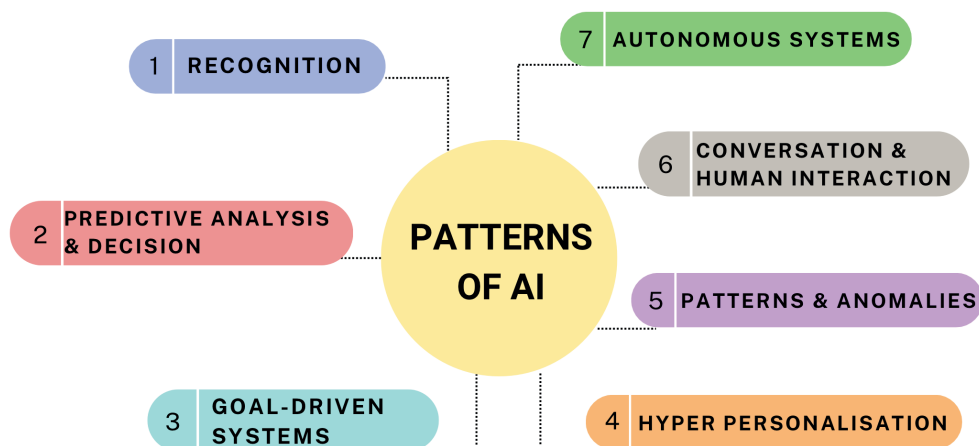 1 RECOGNITION
7 AUTONOMOUS SYSTEMS
6 CONVERSATION &
HUMAN INTERACTION
2 PREDICTIVE ANALYSIS
& DECISION
PATTERNS
OF AI
5 PATTERNS & ANOMALIES
3 GOAL-DRIVEN
SYSTEMS
4 HYPER PERSONALISATION